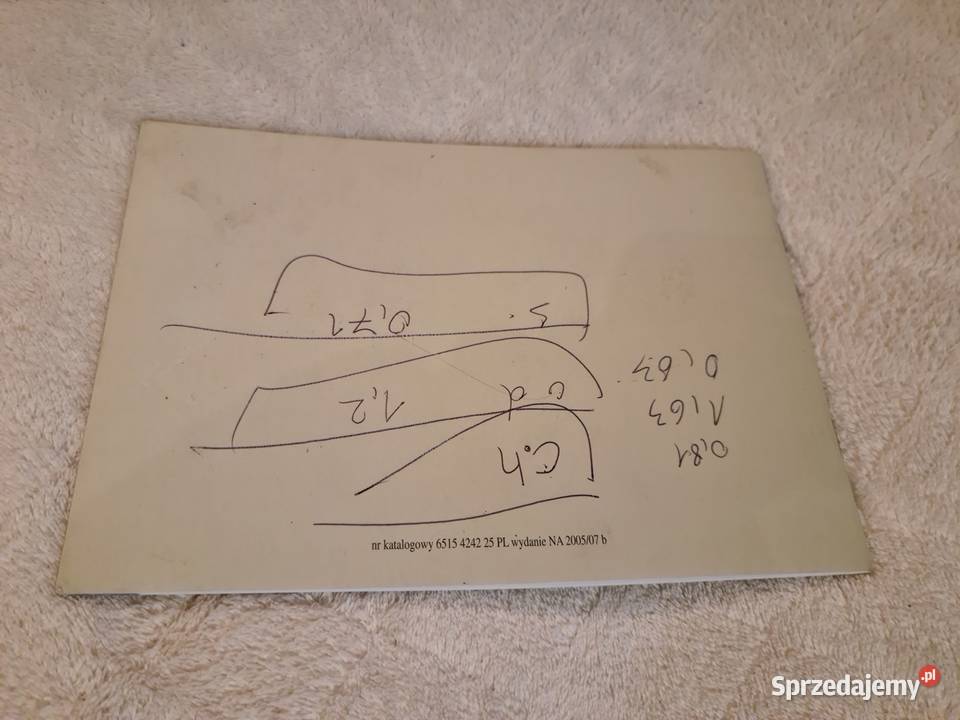 0,71
0,63
1,2
1,63
0,81
C.h
nr katalogowy 6515 4242 25 PL wydanie NA 2005/07 b
Sprzedajemy.pl